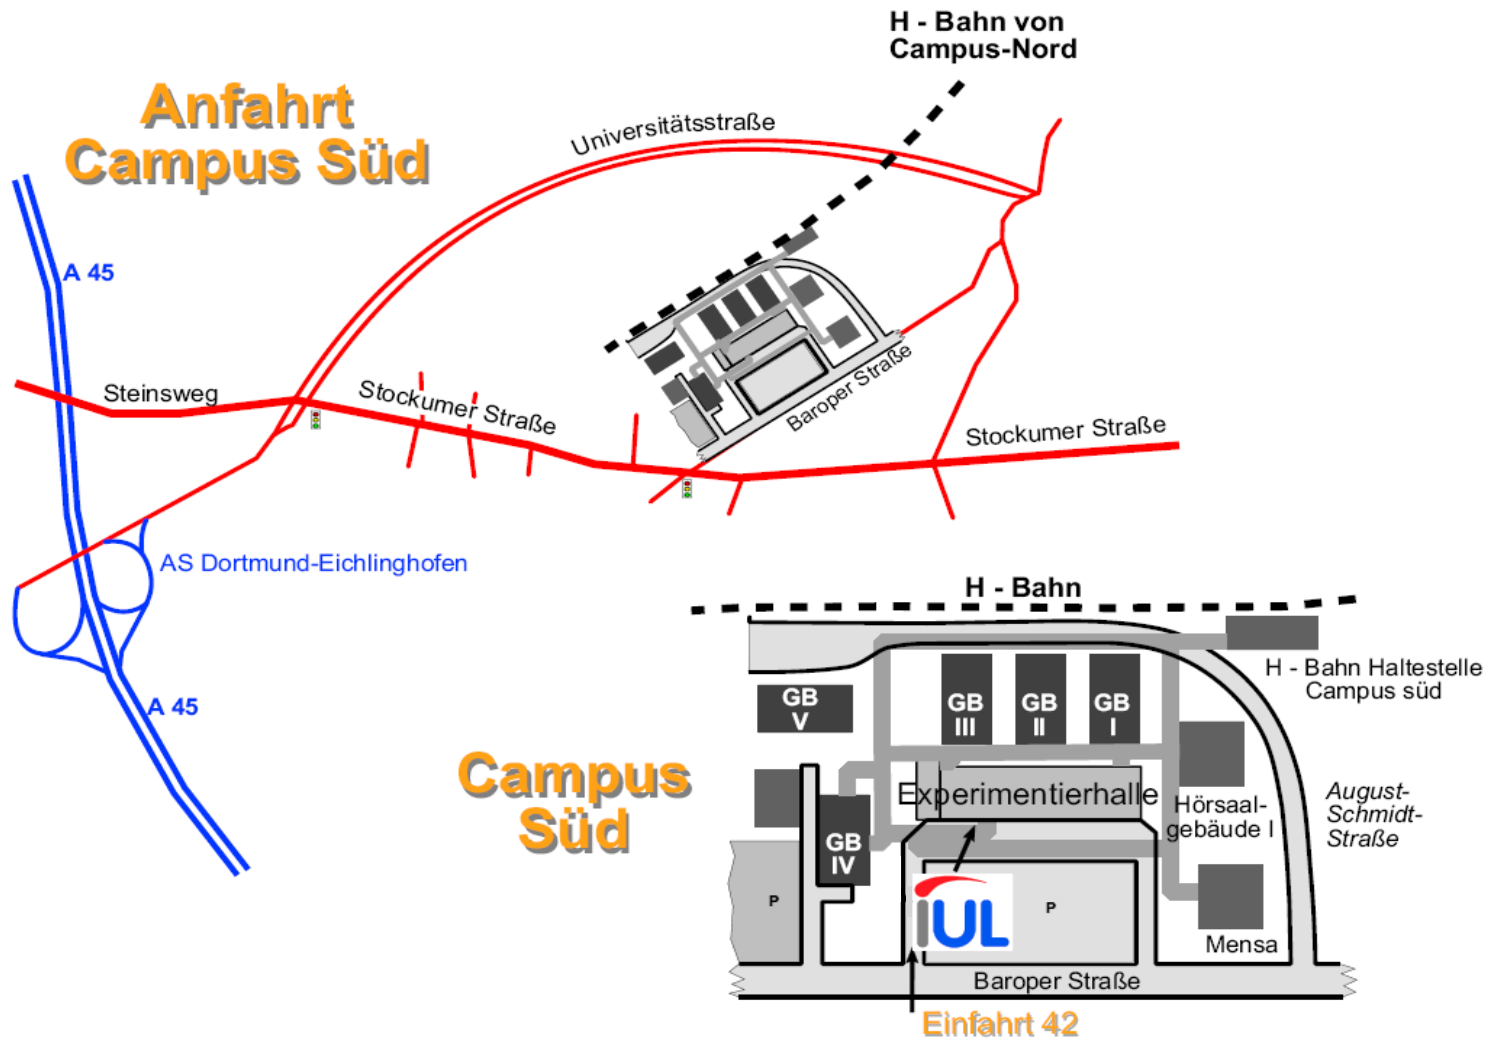 H - Bahn von
Campus-Nord
Anfahrt
Campus Süd
Universitätsstraße
A 45
Steinsweg
Stockumer Straße
Baroper Straße
Stockumer Straße
AS Dortmund-Eichlinghofen
A 45
H - Bahn
H - Bahn Haltestelle
Campus süd
GB
V
GB
III
GB
II
GB
I
Campus
Süd
Experimentierhalle
Hörsaal-
gebäude I
August-
Schmidt-
Straße
GB
IV
P
P
iUL
Mensa
Baroper Straße
Einfahrt 42